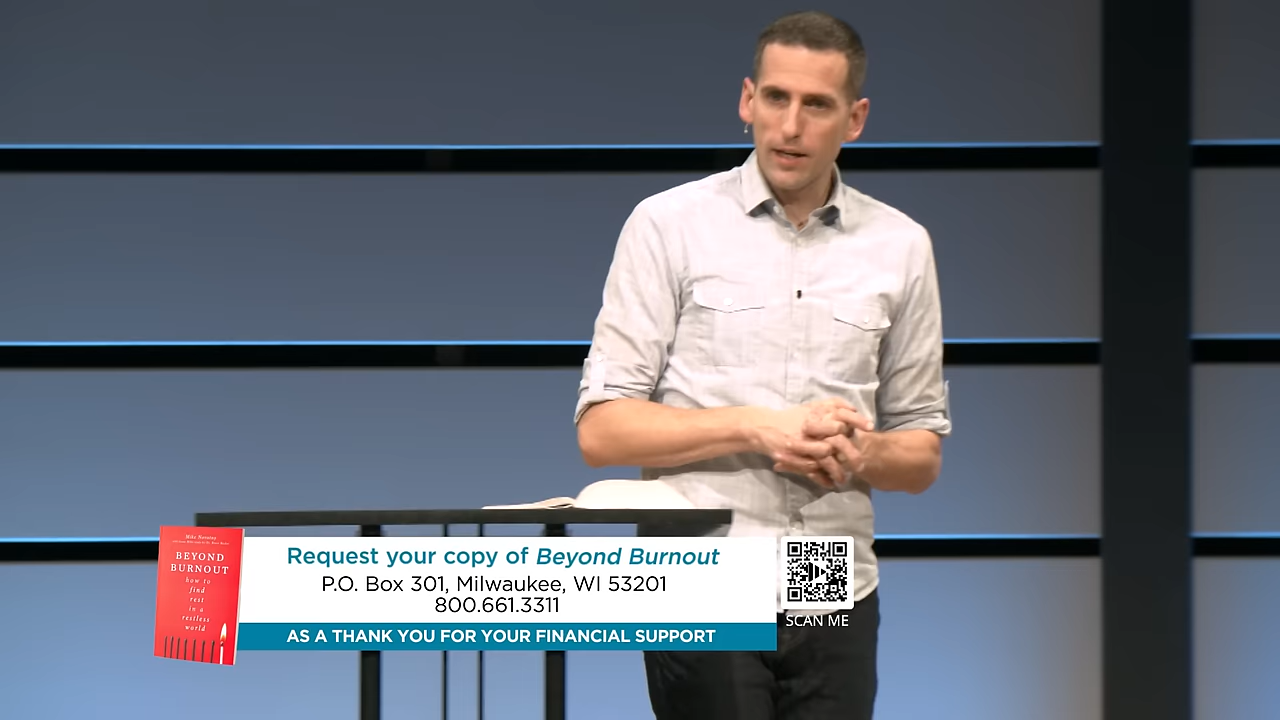 Request your copy of Beyond Burnout
P.O. Box 301, Milwaukee, WI 53201
800.661.3311
AS A THANK YOU FOR YOUR FINANCIAL SUPPORT
BEYOND
BURNOUT
how to
find
rest
in a
restless
world
SCAN ME